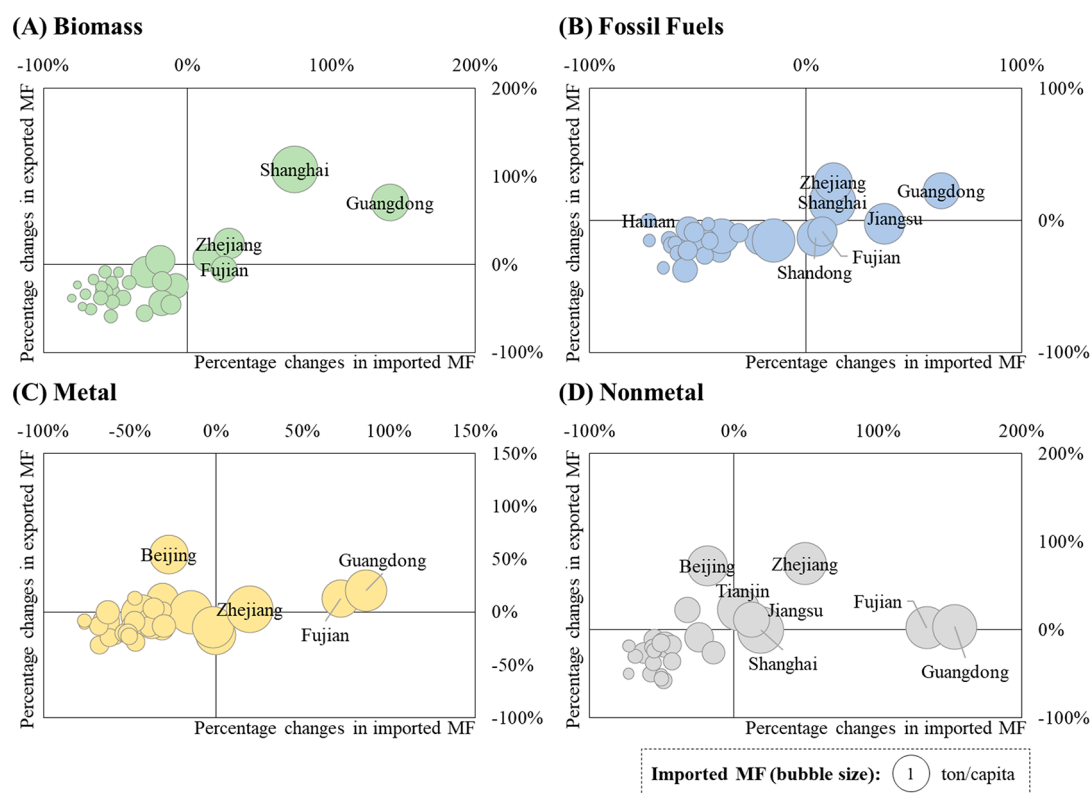 (A) Biomass
-100% 0% 100% 200%
200%
100%
0%
-100%
Percentage changes in exported MF
Shanghai
Guangdong
Zhejiang
Fujian
Percentage changes in imported MF
(B) Fossil Fuels
-100% 0% 100%
100%
0%
-100%
Percentage changes in exported MF
Zhejiang
Shanghai
Guangdong
Hainan
Jiangsu
Fujian
Shandong
Percentage changes in imported MF
(C) Metal
-100% -50% 0% 50% 100% 150%
150%
100%
50%
0%
-50%
-100%
Percentage changes in exported MF
Beijing
Guangdong
Zhejiang
Fujian
Percentage changes in imported MF
(D) Nonmetal
-100% 0% 100% 200%
200%
100%
0%
-100%
Percentage changes in exported MF
Beijing
Zhejiang
Tianjin
Jiangsu
Fujian
Shanghai
Guangdong
Percentage changes in imported MF
Imported MF (bubble size): 1 ton/capita